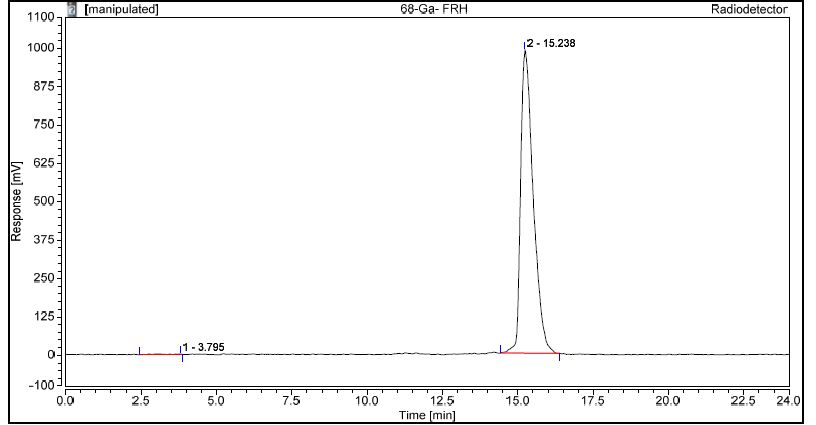 [manipulated] 68-Ga- FRH Radiodetector
1100
1000
875
750
625
500
375
250
125
0
-100
Response [mV]
2 - 15.238
1 - 3.795
0.0 2.5 5.0 7.5 10.0 12.5 15.0 17.5 20.0 22.5 24.0
Time [min]